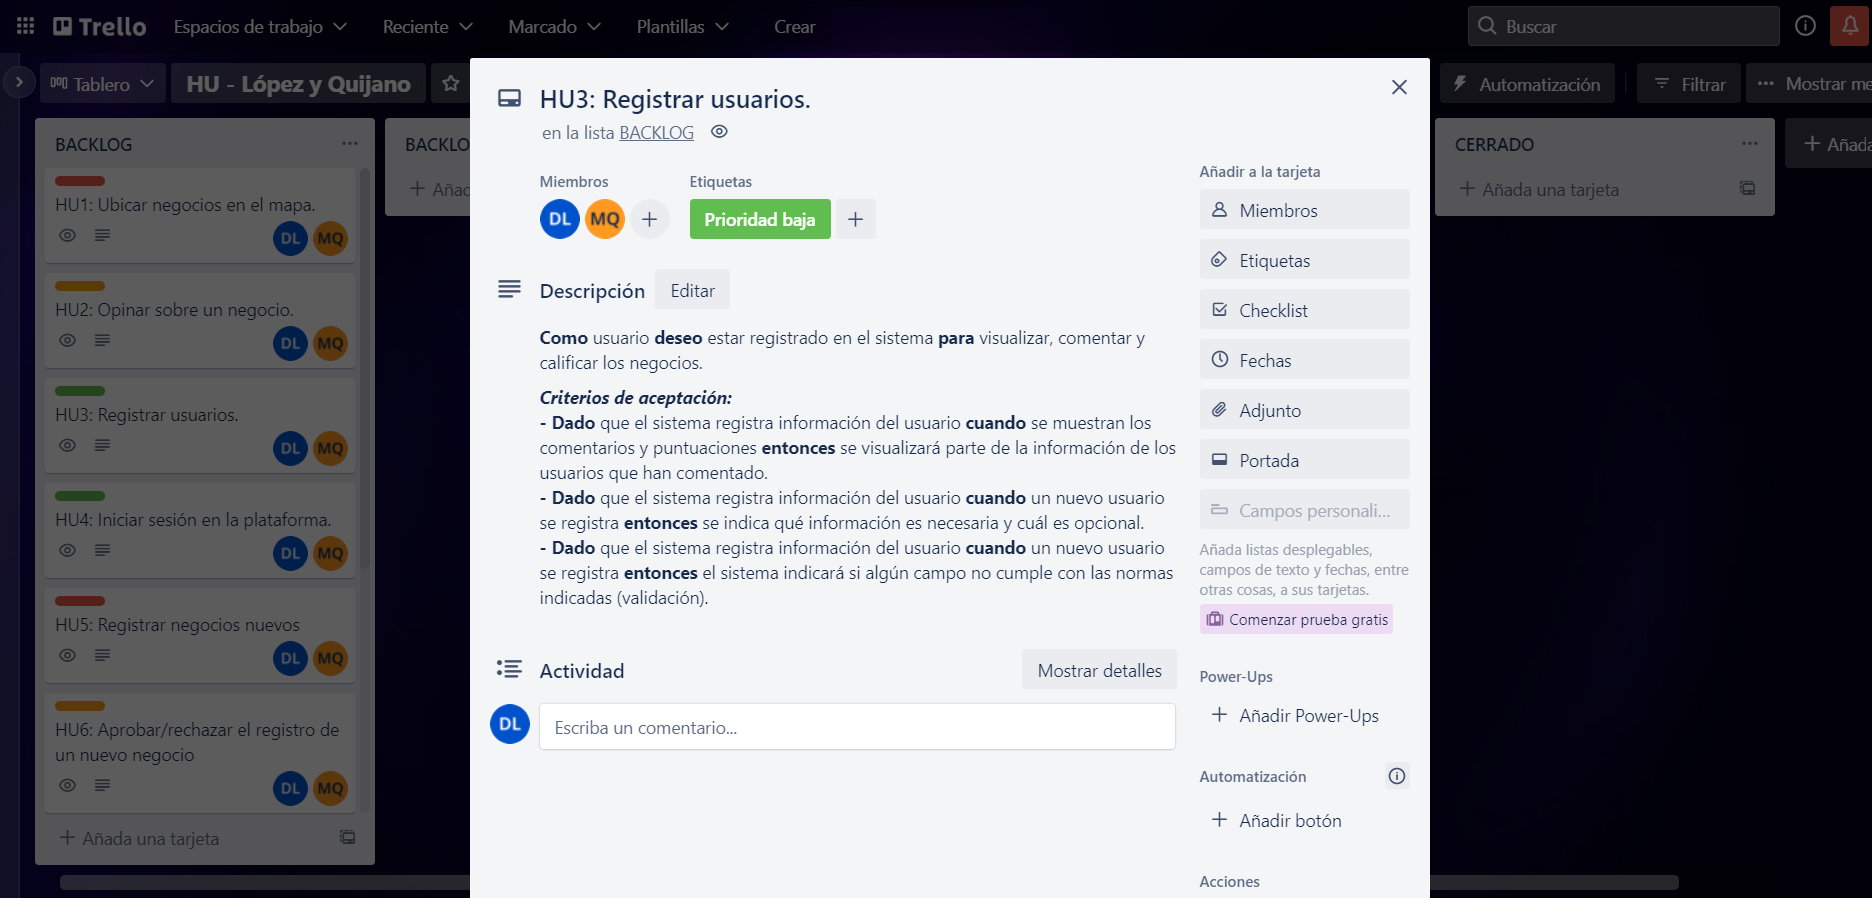 Trello
Espacios de trabajo
Reciente
Marcado
Plantillas
Crear
Buscar
Tablero
HU - López y Quijano
Automatización
Filtrar
Mostrar me
BACKLOG
HU1: Ubicar negocios en el mapa.
DL MQ
HU2: Opinar sobre un negocio.
DL MQ
HU3: Registrar usuarios.
DL MQ
HU4: Iniciar sesión en la plataforma.
DL MQ
HU5: Registrar negocios nuevos
DL MQ
HU6: Aprobar/rechazar el registro de
un nuevo negocio
DL MQ
+ Añada una tarjeta
BACKLO
+ Añad
HU3: Registrar usuarios.
en la lista BACKLOG
Miembros
DL MQ +
Etiquetas
Prioridad baja +
Descripción
Editar
Como usuario deseo estar registrado en el sistema para visualizar, comentar y
calificar los negocios.
Criterios de aceptación:
- Dado que el sistema registra información del usuario cuando se muestran los
comentarios y puntuaciones entonces se visualizará parte de la información de los
usuarios que han comentado.
- Dado que el sistema registra información del usuario cuando un nuevo usuario
se registra entonces se indica qué información es necesaria y cuál es opcional.
- Dado que el sistema registra información del usuario cuando un nuevo usuario
se registra entonces el sistema indicará si algún campo no cumple con las normas
indicadas (validación).
Actividad
Mostrar detalles
DL
Escriba un comentario...
Añadir a la tarjeta
Miembros
Etiquetas
Checklist
Fechas
Adjunto
Portada
Campos personali...
Añada listas desplegables,
campos de texto y fechas, entre
otras cosas, a sus tarjetas.
Comenzar prueba gratis
Power-Ups
+ Añadir Power-Ups
Automatización
+ Añadir botón
Acciones
CERRADO
+ Añada una tarjeta
+ Añada